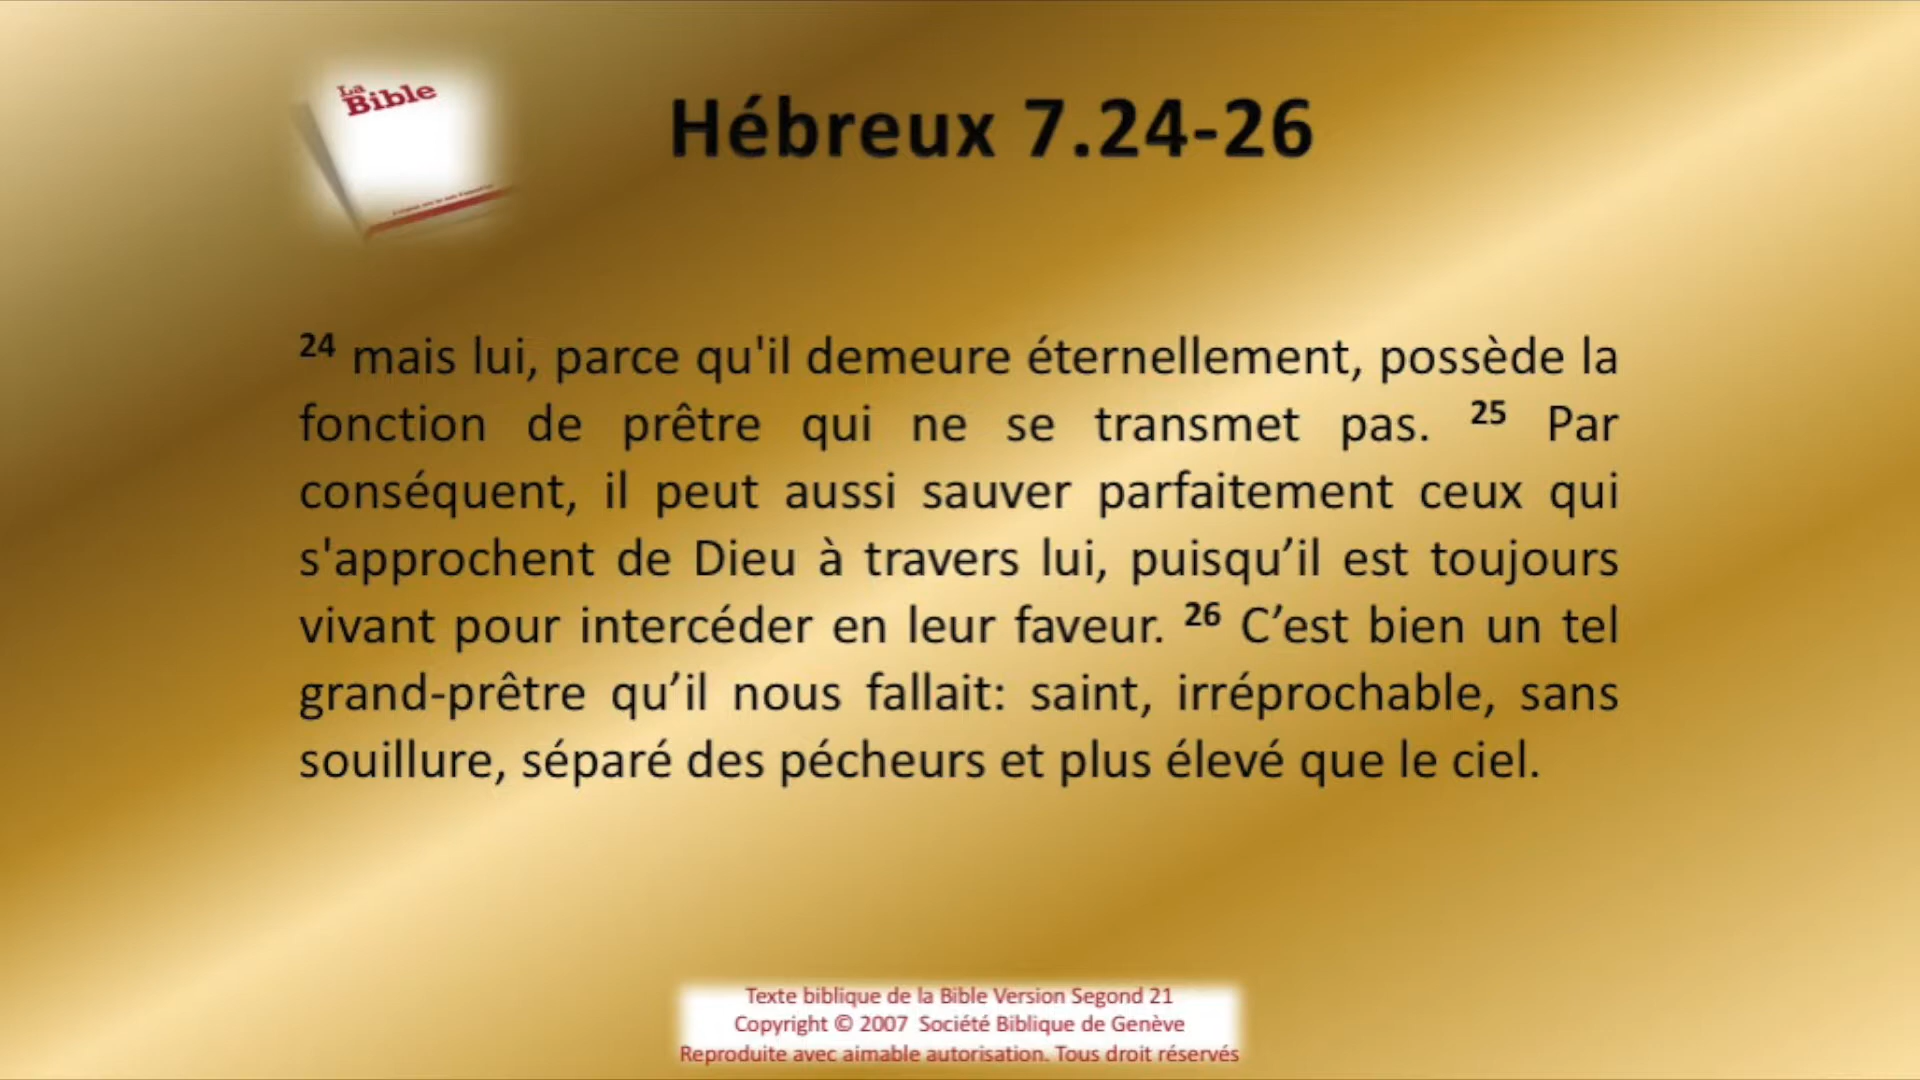 La
Bible
Hébreux 7.24-26
24 mais lui, parce qu'il demeure éternellement, possède la
fonction de prêtre qui ne se transmet pas. 25 Par
conséquent, il peut aussi sauver parfaitement ceux qui
s'approchent de Dieu à travers lui, puisqu’il est toujours
vivant pour intercéder en leur faveur. 26 C’est bien un tel
grand-prêtre qu’il nous fallait: saint, irréprochable, sans
souillure, séparé des pécheurs et plus élevé que le ciel.
Texte biblique de la Bible Version Segond 21
Copyright © 2007 Société Biblique de Genève
Reproduite avec aimable autorisation. Tous droit réservés